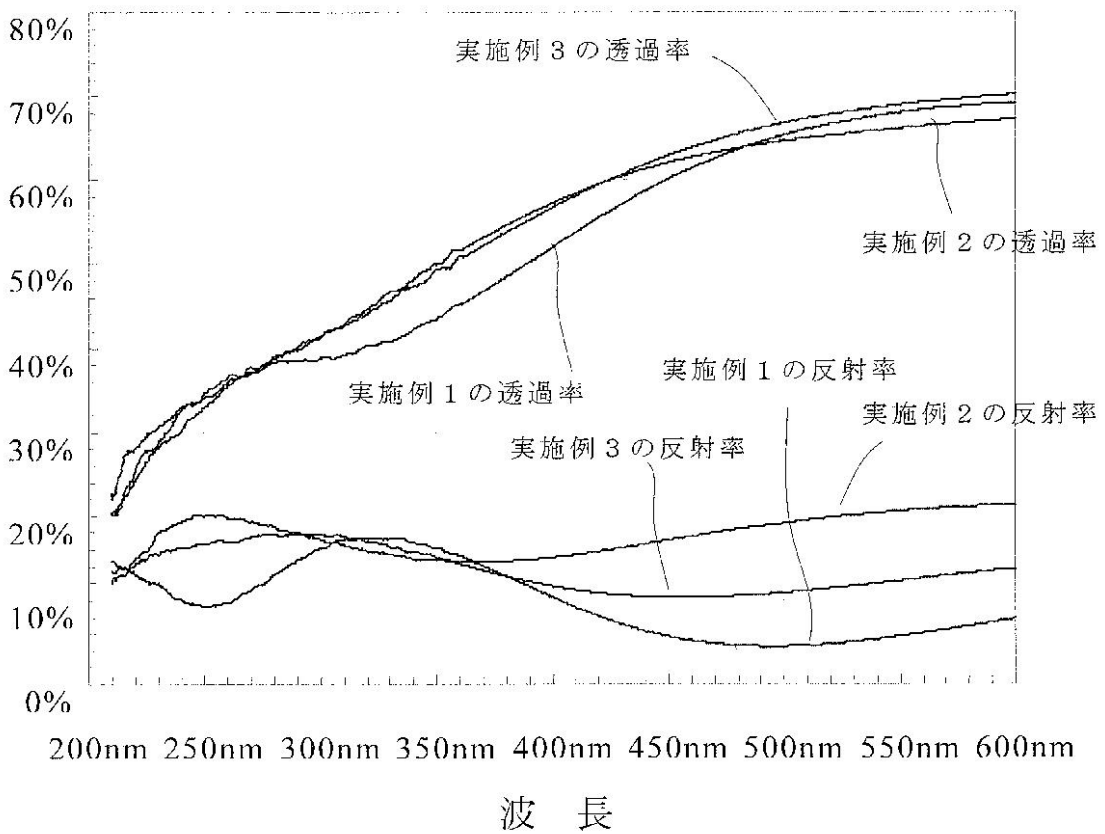 80%
実施例3の透過率
70%
60%
実施例2の透過率
50%
40%
実施例1の反射率
実施例1の透過率
実施例2の反射率
30%
実施例3の反射率
20%
10%
0%
200nm 250nm 300nm 350nm 400nm 450nm 500nm 550nm 600nm
波 長